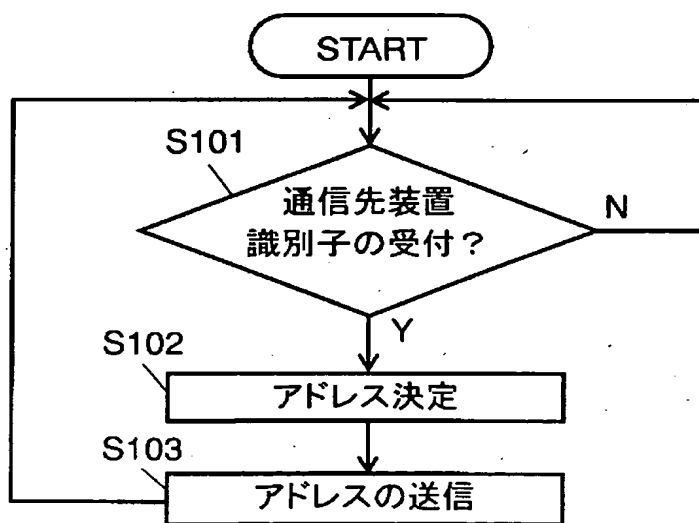 START
S101
通信先装置
識別子の受付？
N
Y
S102
アドレス決定
S103
アドレスの送信